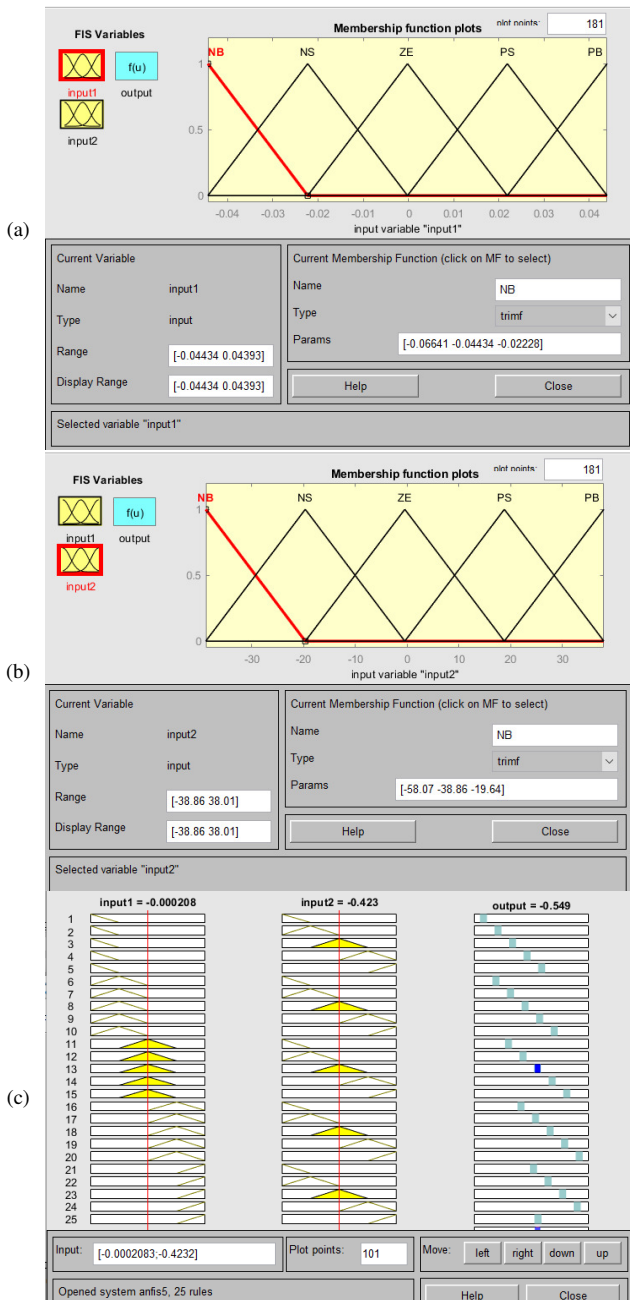 FIS Variables
Membership function plots plot points: 181
f(u)
input1 output
input2
NB NS ZE PS PB
1
0.5
0
-0.04 -0.03 -0.02 -0.01 0 0.01 0.02 0.03 0.04
input variable "input1"
(a)
Current Variable
Name input1
Type input
Range [-0.04434 0.04393]
Display Range [-0.04434 0.04393]
Current Membership Function (click on MF to select)
Name NB
Type trimf
Params [-0.06641 -0.04434 -0.02228]
Help Close
Selected variable "input1"
FIS Variables
Membership function plots plot points: 181
f(u)
input1 output
input2
NB NS ZE PS PB
1
0.5
0
-30 -20 -10 0 10 20 30
input variable "input2"
(b)
Current Variable
Name input2
Type input
Range [-38.86 38.01]
Display Range [-38.86 38.01]
Current Membership Function (click on MF to select)
Name NB
Type trimf
Params [-58.07 -38.86 -19.64]
Help Close
Selected variable "input2"
input1 = -0.000208 input2 = -0.423 output = -0.549
1
2
3
4
5
6
7
8
9
10
11
12
13
14
15
16
17
18
19
20
21
22
23
24
25
(c)
Input: [-0.0002083;-0.4232] Plot points: 101 Move: left right down up
Opened system anfis5, 25 rules Help Close